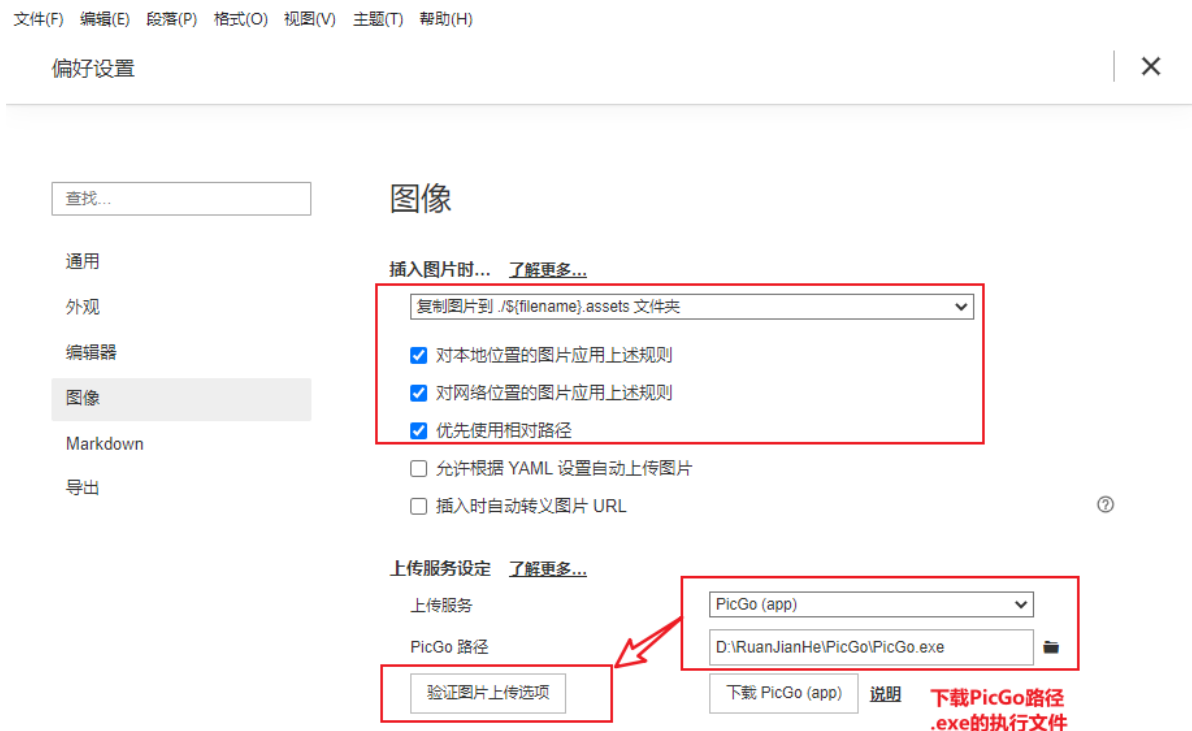 文件(F) 编辑(E) 段落(P) 格式(O) 视图(V) 主题(T) 帮助(H)
偏好设置
查找...
通用
外观
编辑器
图像
Markdown
导出
图像
插入图片时... 了解更多...
复制图片到 ./${filename}.assets 文件夹
对本地位置的图片应用上述规则
对网络位置的图片应用上述规则
优先使用相对路径
允许根据 YAML 设置自动上传图片
插入时自动转义图片 URL
上传服务设定 了解更多...
上传服务 PicGo (app)
PicGo 路径 D:\RuanJianHe\PicGo\PicGo.exe
验证图片上传选项 下载 PicGo (app) 说明
下载PicGo路径
.exe的执行文件